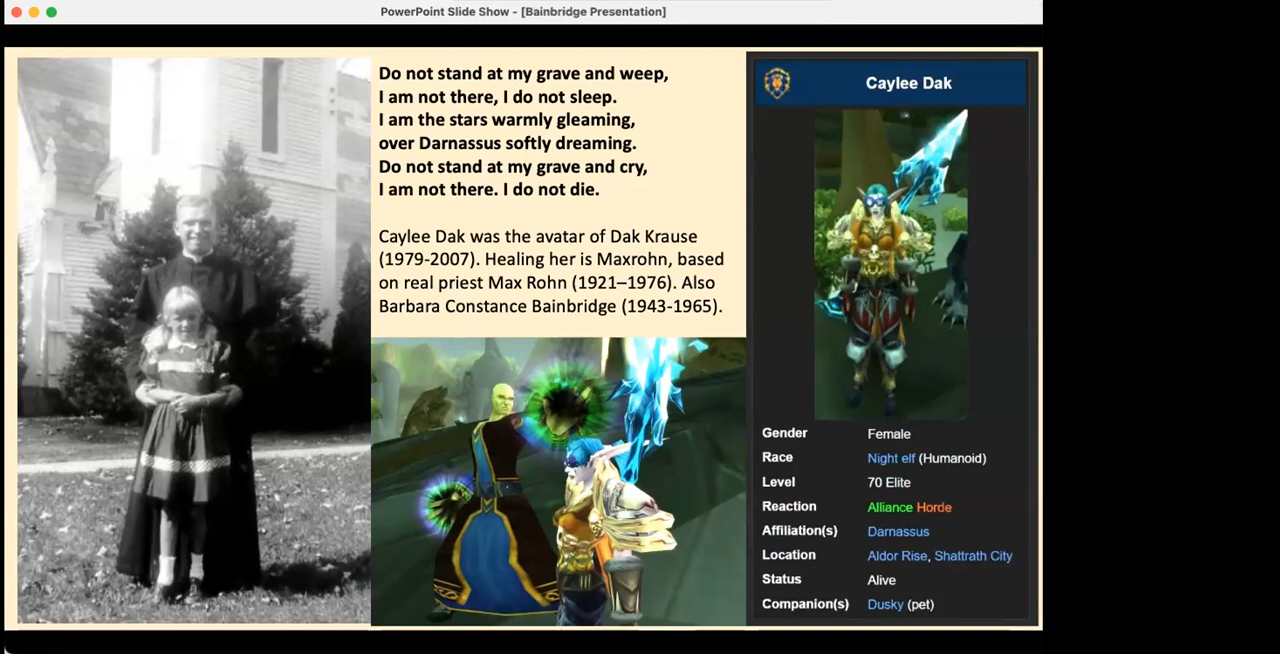 PowerPoint Slide Show - [Bainbridge Presentation]
Do not stand at my grave and weep,
I am not there, I do not sleep.
I am the stars warmly gleaming,
over Darnassus softly dreaming.
Do not stand at my grave and cry,
I am not there. I do not die.
Caylee Dak was the avatar of Dak Krause
(1979-2007). Healing her is Maxrohn, based
on real priest Max Rohn (1921–1976). Also
Barbara Constance Bainbridge (1943-1965).
Caylee Dak
Gender Female
Race Night elf (Humanoid)
Level 70 Elite
Reaction Alliance Horde
Affiliation(s) Darnassus
Location Aldor Rise, Shattrath City
Status Alive
Companion(s) Dusky (pet)